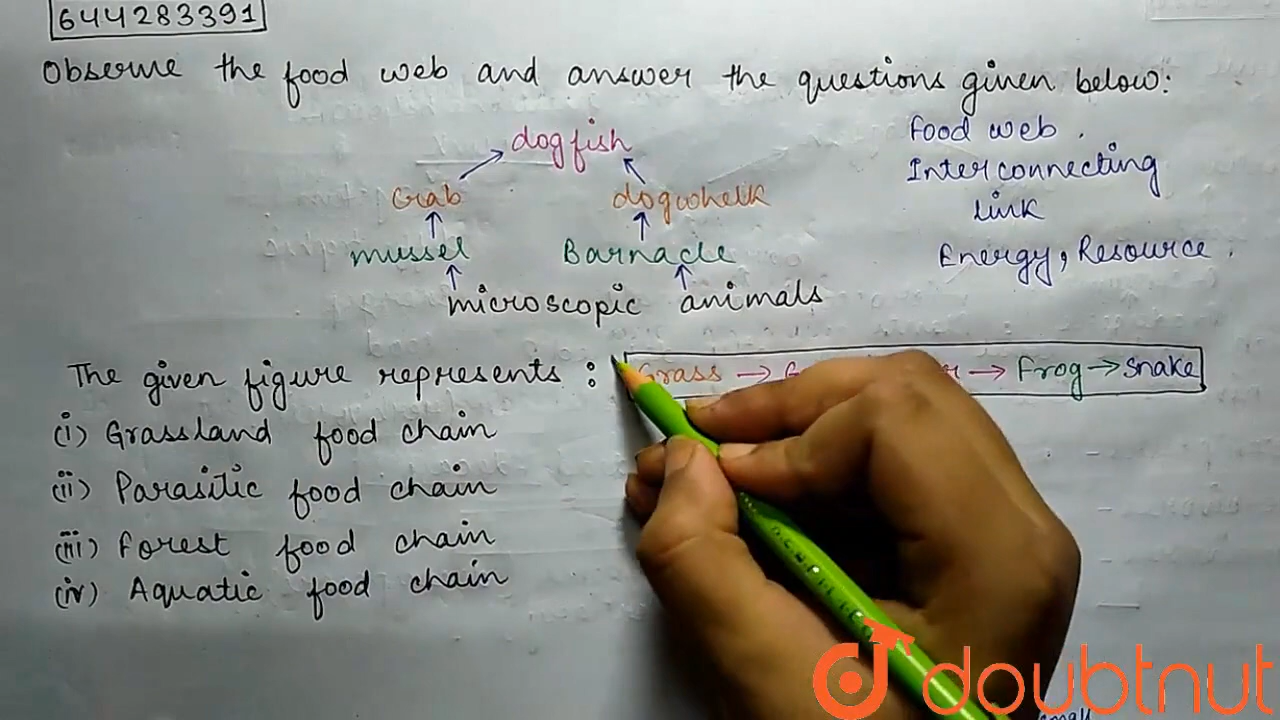 644283391
Observe the food web and answer the questions given below:
dogfish
Crab dogwhelk
mussel Barnacle
microscopic animals
food web .
Interconnecting
Link
Energy, Resource .
The given figure represents :
Grass → → Frog → Snake
(i) Grassland food chain
(ii) Parasitic food chain
(iii) Forest food chain
(iv) Aquatic food chain
doubtnut